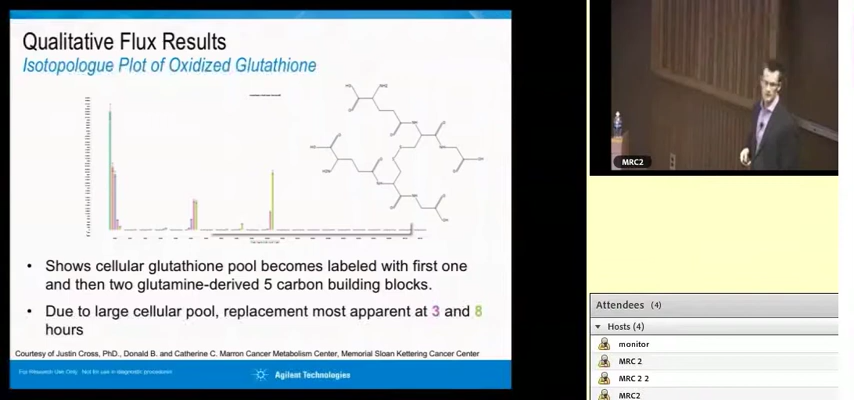 Qualitative Flux Results
Isotopologue Plot of Oxidized Glutathione
• Shows cellular glutathione pool becomes labeled with first one
and then two glutamine-derived 5 carbon building blocks.
• Due to large cellular pool, replacement most apparent at 3 and 8
hours
Courtesy of Justin Cross, PhD., Donald B. and Catherine C. Marron Cancer Metabolism Center, Memorial Sloan Kettering Cancer Center
For Research Use Only. Not for use in diagnostic procedures
Agilent Technologies
MRC2
Attendees (4)
Hosts (4)
monitor
MRC 2
MRC 2 2
MRC2